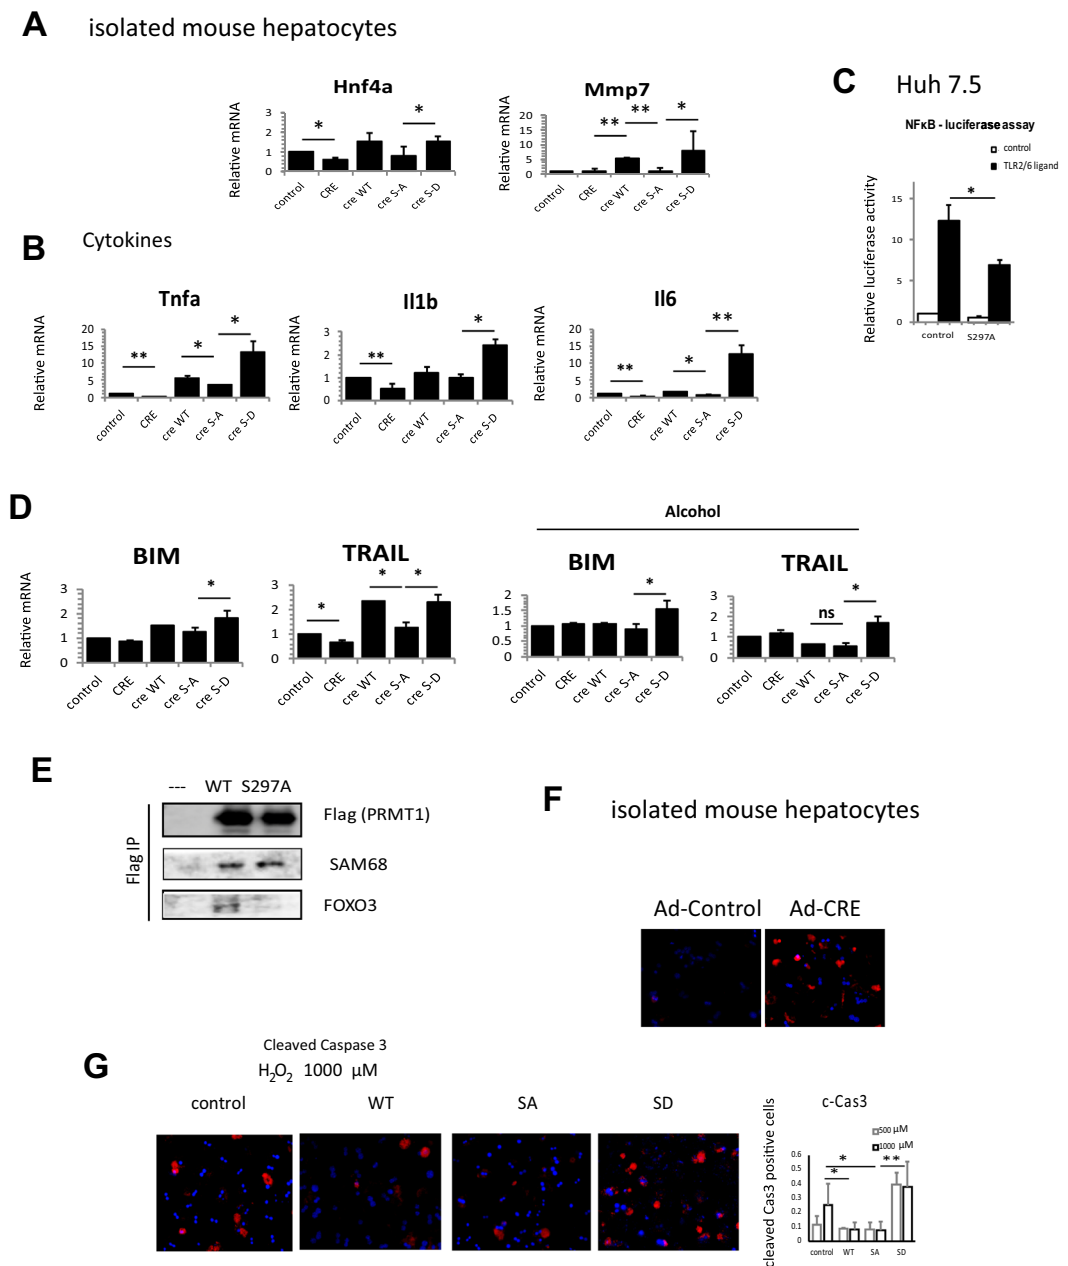 A isolated mouse hepatocytes
Hnf4a
Relative mRNA
3
2
1
0
*
*
control CRE cre WT cre S-A cre S-D
Mmp7
Relative mRNA
20
15
10
5
0
** ** *
control CRE cre WT cre S-A cre S-D
B Cytokines
Tnfa
Relative mRNA
20
15
10
5
0
** * *
control CRE cre WT cre S-A cre S-D
Il1b
Relative mRNA
3
2
1
0
** *
control CRE cre WT cre S-A cre S-D
Il6
Relative mRNA
20
15
10
5
0
** * **
control CRE cre WT cre S-A cre S-D
C Huh 7.5
NFκB - luciferase assay
control
TLR2/6 ligand
Relative luciferase activity
15
10
5
0
*
control S297A
D
BIM
Relative mRNA
3
2
1
0
*
control CRE cre WT cre S-A cre S-D
TRAIL
3
2
1
0
* * *
control CRE cre WT cre S-A cre S-D
Alcohol
BIM
2
1.5
1
0.5
0
*
control CRE cre WT cre S-A cre S-D
TRAIL
3
2
1
0
ns *
control CRE cre WT cre S-A cre S-D
E
--- WT S297A
Flag IP
Flag (PRMT1)
SAM68
FOXO3
F isolated mouse hepatocytes
Ad-Control Ad-CRE
G
Cleaved Caspase 3
H2O2 1000 μM
control WT SA SD
c-Cas3
500 μM
1000 μM
cleaved Cas3 positive cells
0.6
0.5
0.4
0.3
0.2
0.1
0
* * **
control WT SA SD